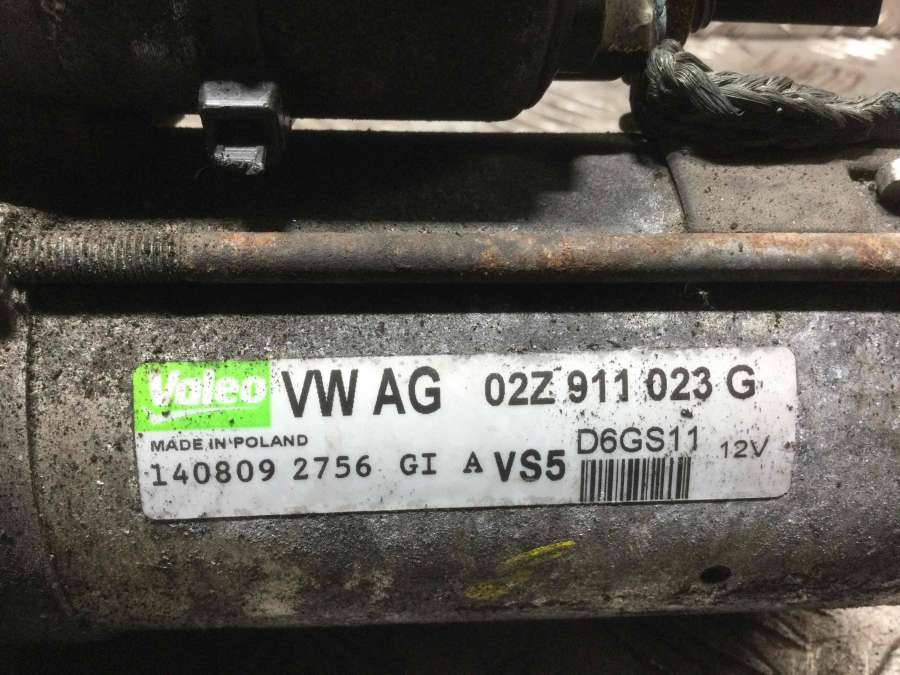 Valeo VW AG 02Z 911 023 G
MADE IN POLAND D6GS11 12V
140809 2756 GI A VS5